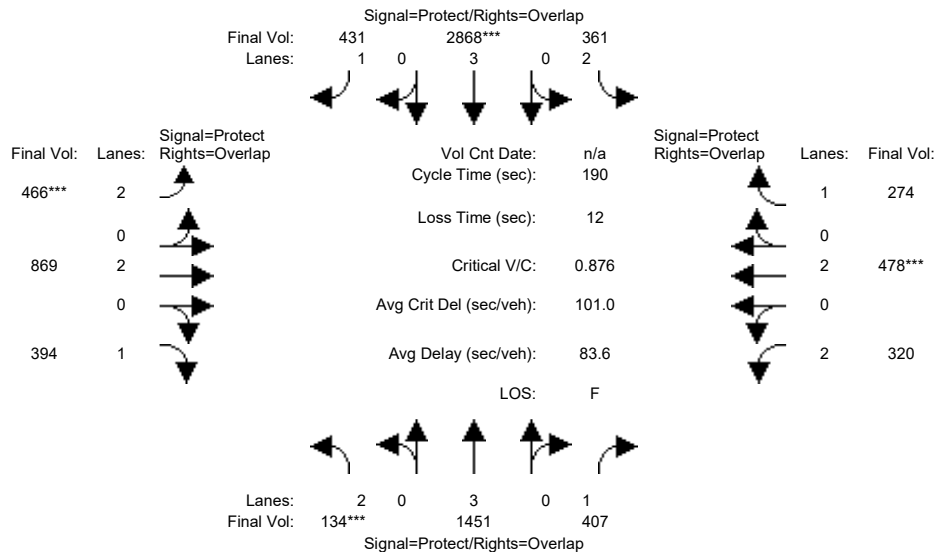 Signal=Protect/Rights=Overlap
Final Vol: 431 2868*** 361
Lanes: 1 0 3 0 2
Signal=Protect Signal=Protect
Final Vol: Lanes: Rights=Overlap Vol Cnt Date: n/a Rights=Overlap Lanes: Final Vol:
Cycle Time (sec): 190
466*** 2 1 274
Loss Time (sec): 12
0 0
869 2 Critical V/C: 0.876 2 478***
0 Avg Crit Del (sec/veh): 101.0 0
394 1 Avg Delay (sec/veh): 83.6 2 320
LOS: F
Lanes: 2 0 3 0 1
Final Vol: 134*** 1451 407
Signal=Protect/Rights=Overlap